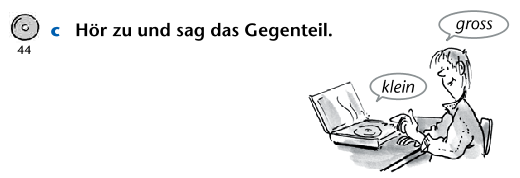 c Hör zu und sag das Gegenteil.
44
gross
klein